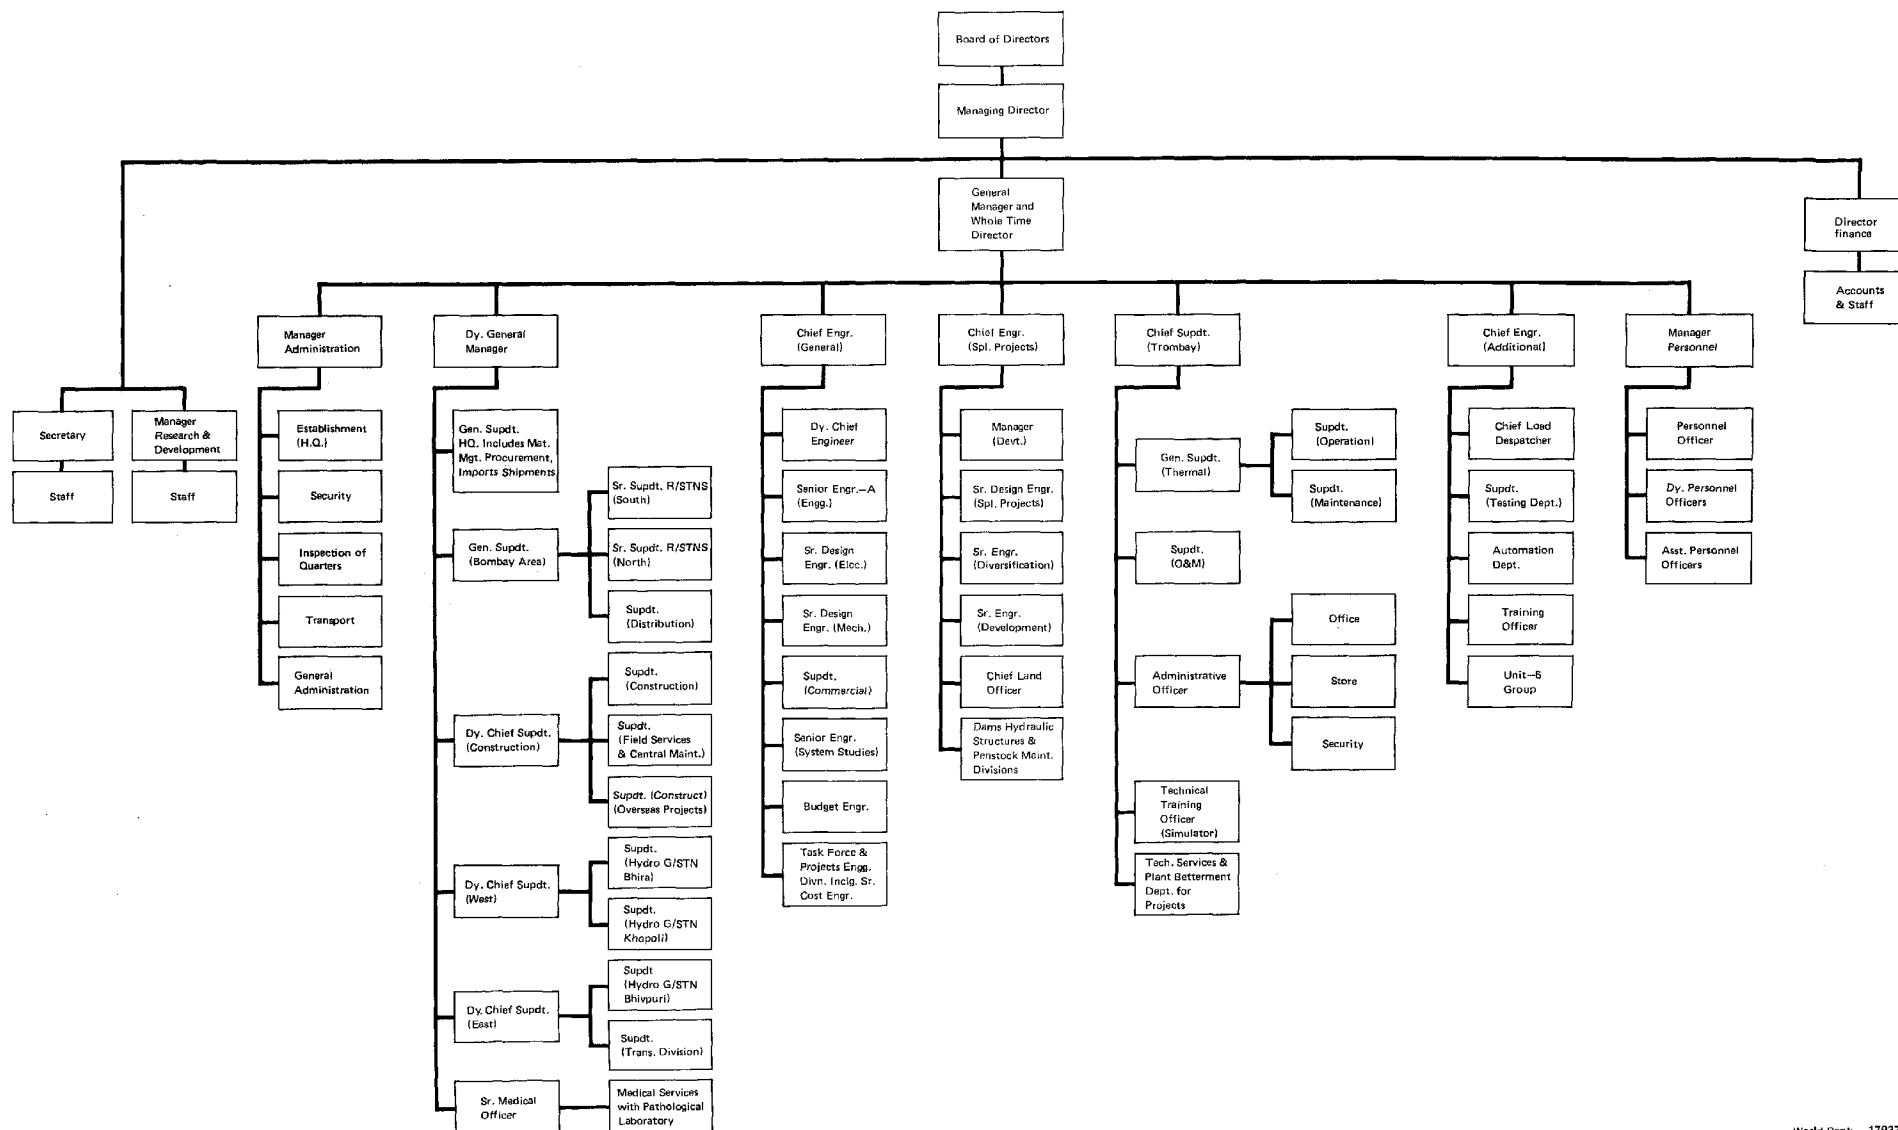 Board of Directors
Managing Director
General
Manager and
Whole Time
Director
Director
finance
Accounts
& Staff
Secretary
Staff
Manager
Research &
Development
Staff
Manager
Administration
Establishment
(H.Q.)
Security
Inspection of
Quarters
Transport
General
Administration
Dy. General
Manager
Gen. Supdt.
HQ. Includes Mat.
Mgt. Procurement,
Imports Shipments
Gen. Supdt.
(Bombay Area)
Sr. Supdt. R/STNS
(South)
Sr. Supdt. R/STNS
(North)
Supdt.
(Distribution)
Dy. Chief Supdt.
(Construction)
Supdt.
(Construction)
Supdt.
(Field Services
& Central Maint.)
Supdt. (Construct)
(Overseas Projects)
Dy. Chief Supdt.
(West)
Supdt.
(Hydro G/STN
Bhira)
Supdt.
(Hydro G/STN
Khopoli)
Dy. Chief Supdt.
(East)
Supdt
(Hydro G/STN
Bhivpuri)
Supdt.
(Trans. Division)
Sr. Medical
Officer
Medical Services
with Pathological
Laboratory
Chief Engr.
(General)
Dy. Chief
Engineer
Senior Engr.—A
(Engg.)
Sr. Design
Engr. (Elec.)
Sr. Design
Engr. (Mech.)
Supdt.
(Commercial)
Senior Engr.
(System Studies)
Budget Engr.
Task Force &
Projects Engg.
Divn. Inclg. Sr.
Cost Engr.
Chief Engr.
(Spl. Projects)
Manager
(Devt.)
Sr. Design Engr.
(Spl. Projects)
Sr. Engr.
(Diversification)
Sr. Engr.
(Development)
Chief Land
Officer
Dams Hydraulic
Structures &
Penstock Maint.
Divisions
Chief Supdt.
(Trombay)
Gen. Supdt.
(Thermal)
Supdt.
(Operation)
Supdt.
(Maintenance)
Supdt.
(O&M)
Administrative
Officer
Office
Store
Security
Technical
Training
Officer
(Simulator)
Tech. Services &
Plant Betterment
Dept. for
Projects
Chief Engr.
(Additional)
Chief Load
Despatcher
Supdt.
(Testing Dept.)
Automation
Dept.
Training
Officer
Unit—6
Group
Manager
Personnel
Personnel
Officer
Dy. Personnel
Officers
Asst. Personnel
Officers